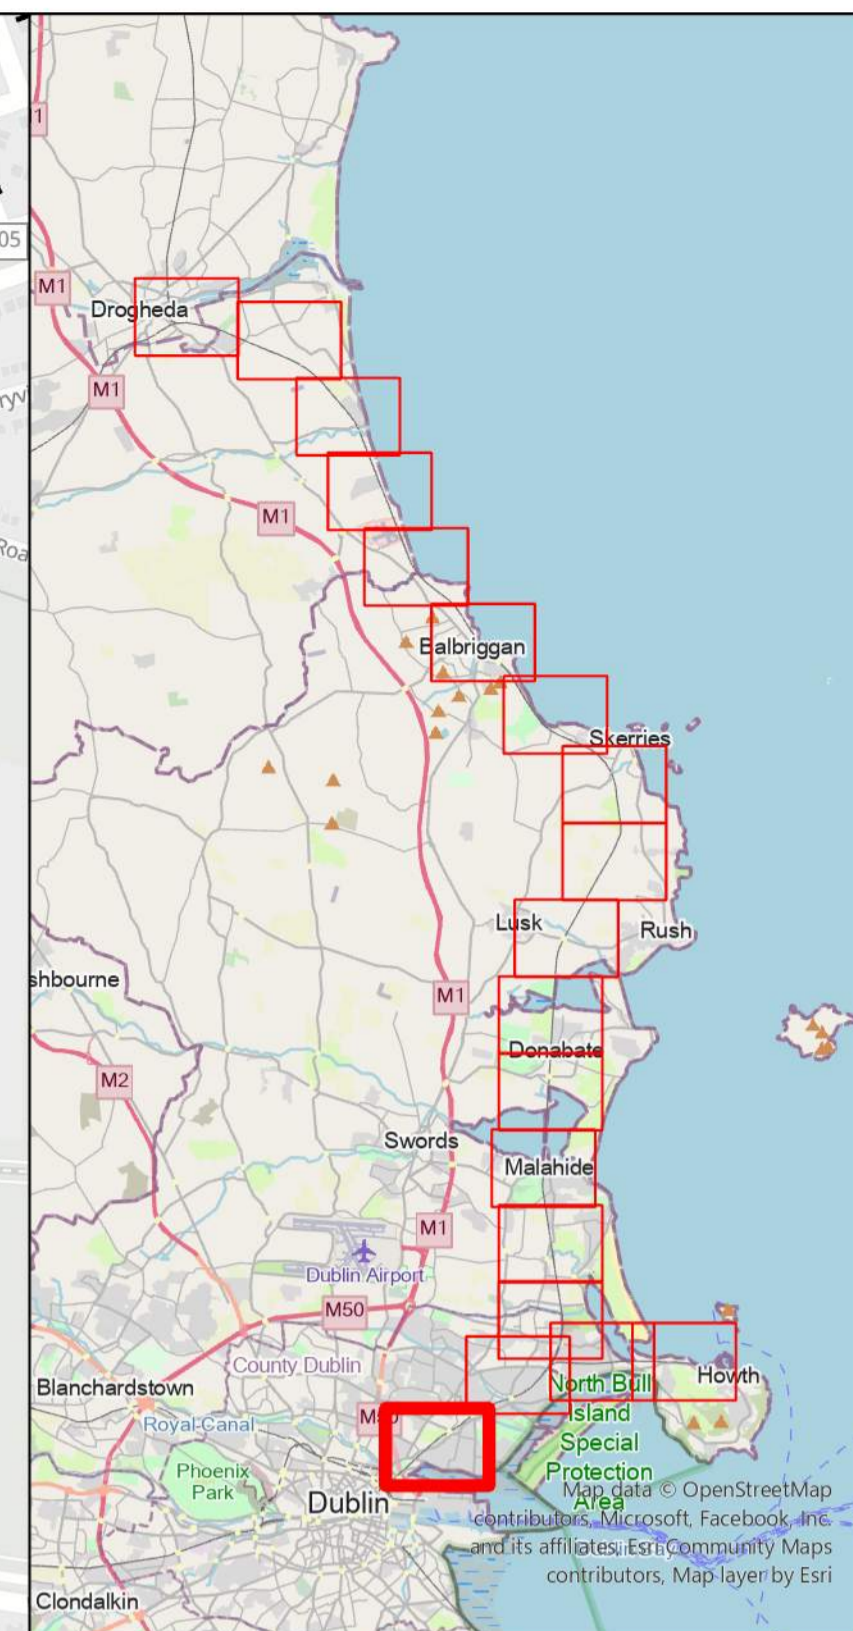 05
M1
Drogheda
M1
M1
Balbriggan
Skerries
Lusk
Rush
shbourne
M1
Donabate
M2
Swords
Malahide
M1
Dublin Airport
M50
County Dublin
Howth
Blanchardstown
North Bull
Island
Special
Protection
Area
Royal Canal
M50
Phoenix
Park
Dublin
Map data © OpenStreetMap
contributors, Microsoft, Facebook, Inc.
and its affiliates, Esri Community Maps
contributors, Map layer by Esri
Clondalkin